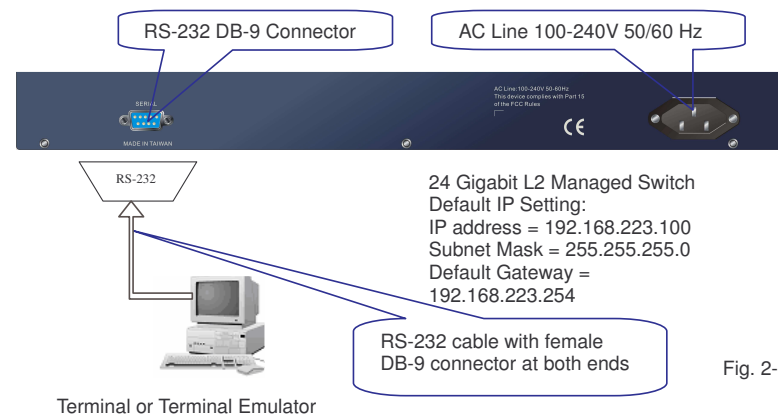 RS-232 DB-9 Connector
AC Line 100-240V 50/60 Hz
SERIAL
MADE IN TAIWAN
AC Line:100-240V 50-60Hz
This device complies with Part 15
of the FCC Rules
CE
RS-232
24 Gigabit L2 Managed Switch
Default IP Setting:
IP address = 192.168.223.100
Subnet Mask = 255.255.255.0
Default Gateway =
192.168.223.254
RS-232 cable with female
DB-9 connector at both ends
Fig. 2-
Terminal or Terminal Emulator